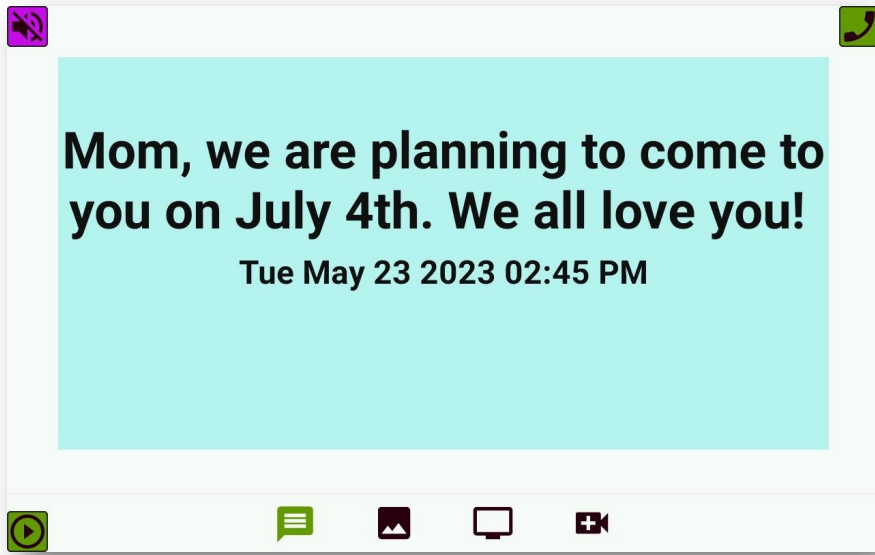 Mom, we are planning to come to
you on July 4th. We all love you!
Tue May 23 2023 02:45 PM